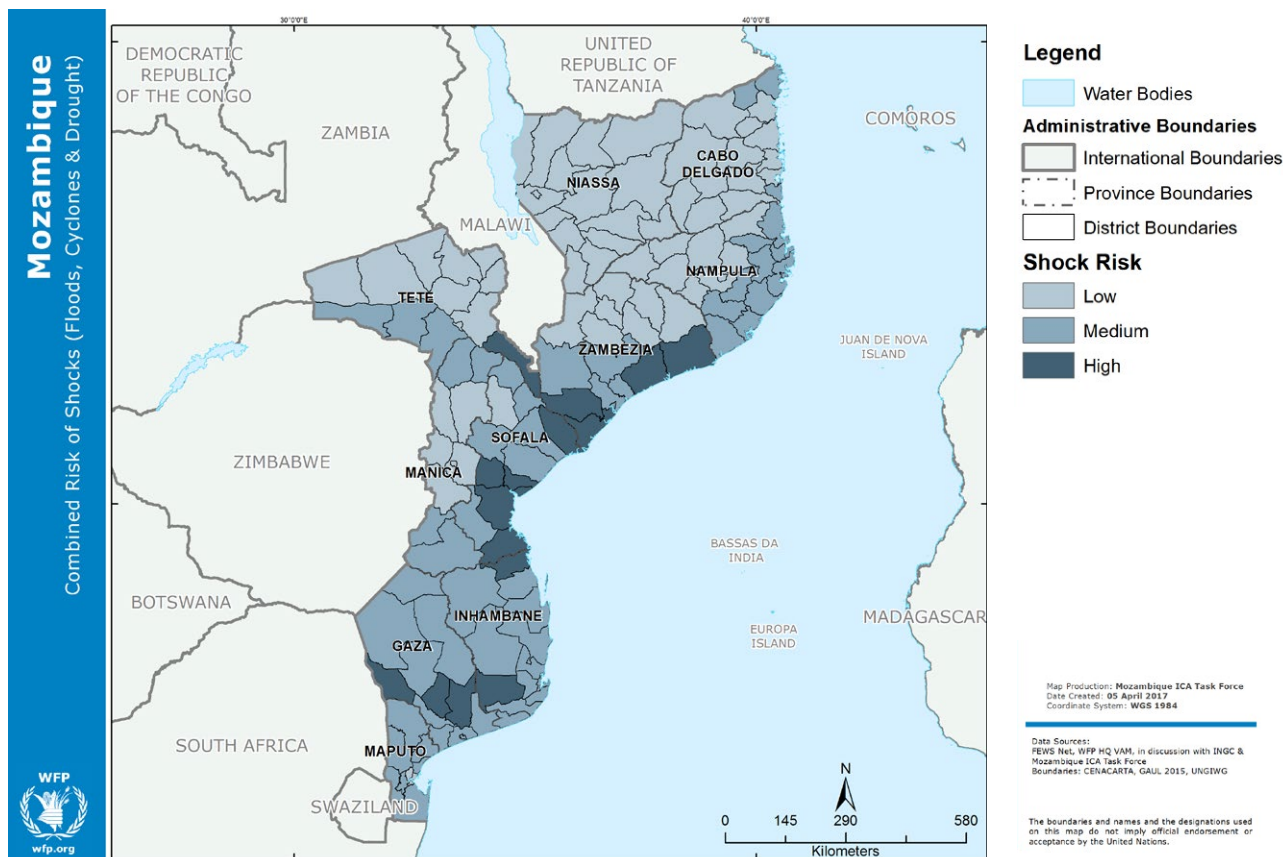 Mozambique
Combined Risk of Shocks (Floods, Cyclones & Drought)
WFP
wfp.org
30°0'0"E
40°0'0"E
DEMOCRATIC
REPUBLIC
OF THE CONGO
UNITED
REPUBLIC OF
TANZANIA
ZAMBIA
COMOROS
CABO
DELGADO
NIASSA
MALAWI
NAMPULA
TETE
JUAN DE NOVA
ISLAND
ZAMBEZIA
SOFALA
ZIMBABWE
MANICA
BASSAS DA
INDIA
BOTSWANA
INHAMBANE
MADAGASCAR
EUROPA
ISLAND
GAZA
SOUTH AFRICA
MAPUTO
SWAZILAND
N
0 145 290 580
Kilometers
Legend
Water Bodies
Administrative Boundaries
International Boundaries
Province Boundaries
District Boundaries
Shock Risk
Low
Medium
High
Map Production: Mozambique ICA Task Force
Date Created: 05 April 2017
Coordinate System: WGS 1984
Data Sources:
FEWS Net, WFP HQ VAM, in discussion with INGC &
Mozambique ICA Task Force
Boundaries: CENACARTA, GAUL 2015, UNGIWG
The boundaries and names and the designations used
on this map do not imply official endorsement or
acceptance by the United Nations.